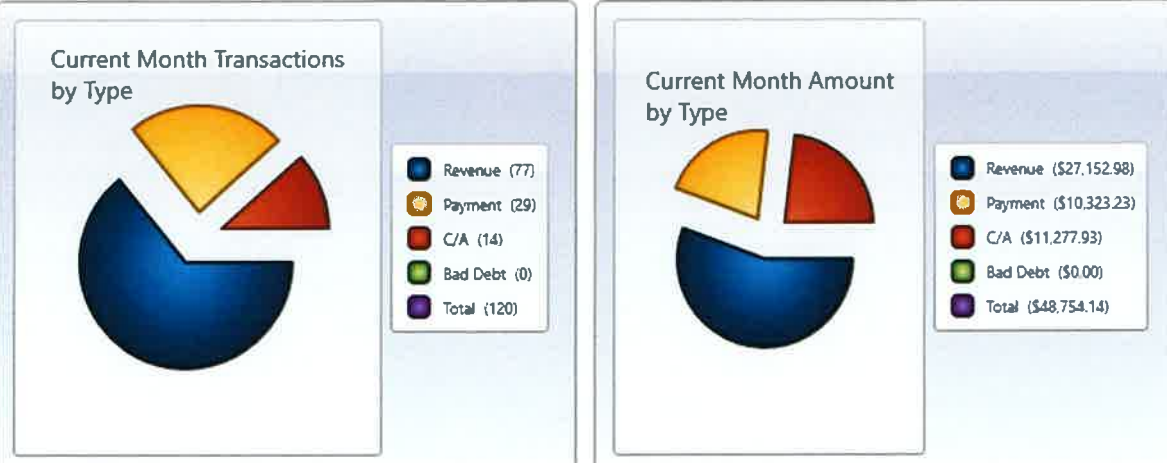 Current Month Transactions
by Type
Revenue (77)
Payment (29)
C/A (14)
Bad Debt (0)
Total (120)
Current Month Amount
by Type
Revenue ($27,152.98)
Payment ($10,323.23)
C/A ($11,277.93)
Bad Debt ($0.00)
Total ($48,754.14)